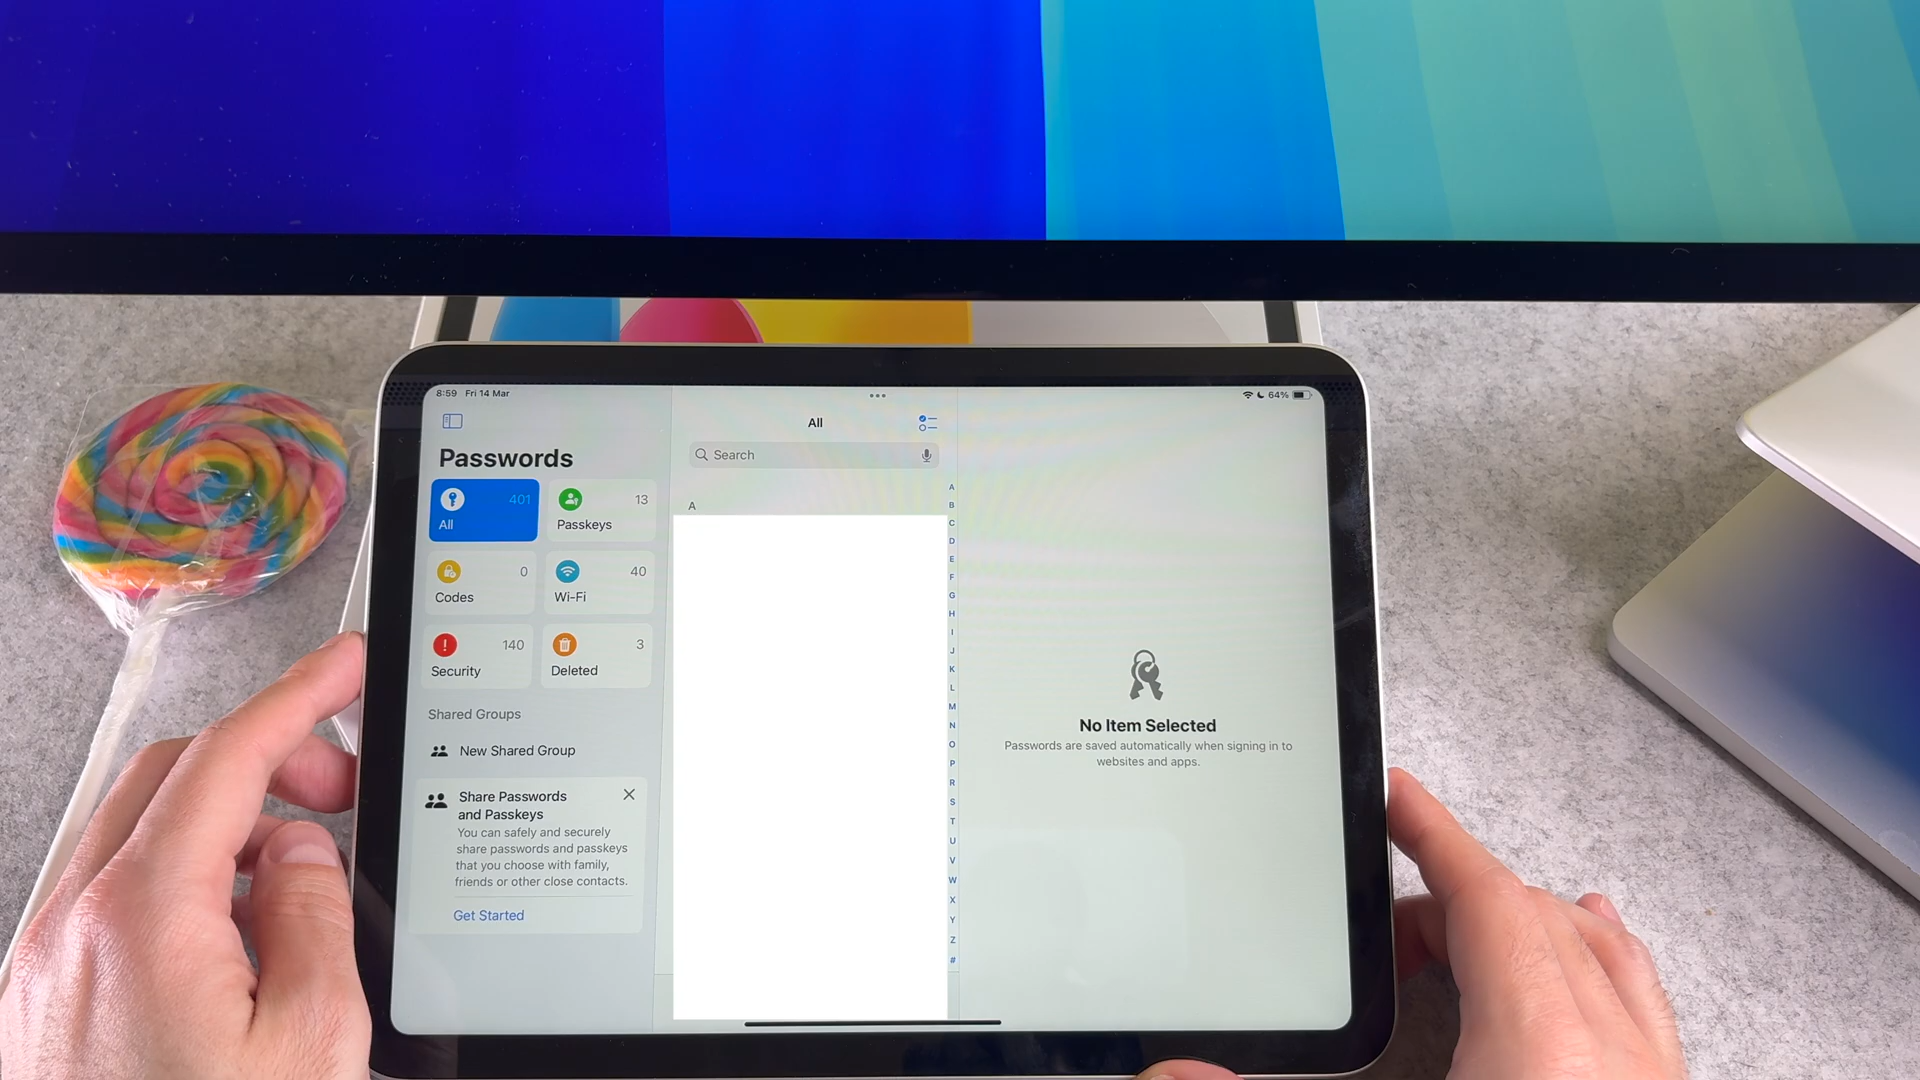 8:59 Fri 14 Mar
64%
Passwords
401
All
13
Passkeys
0
Codes
40
Wi-Fi
140
Security
3
Deleted
Shared Groups
New Shared Group
Share Passwords
and Passkeys
You can safely and securely
share passwords and passkeys
that you choose with family,
friends or other close contacts.
Get Started
All
Search
A
A
B
C
D
E
F
G
H
I
J
K
L
M
N
O
P
R
S
T
U
V
W
X
Y
Z
#
No Item Selected
Passwords are saved automatically when signing in to
websites and apps.